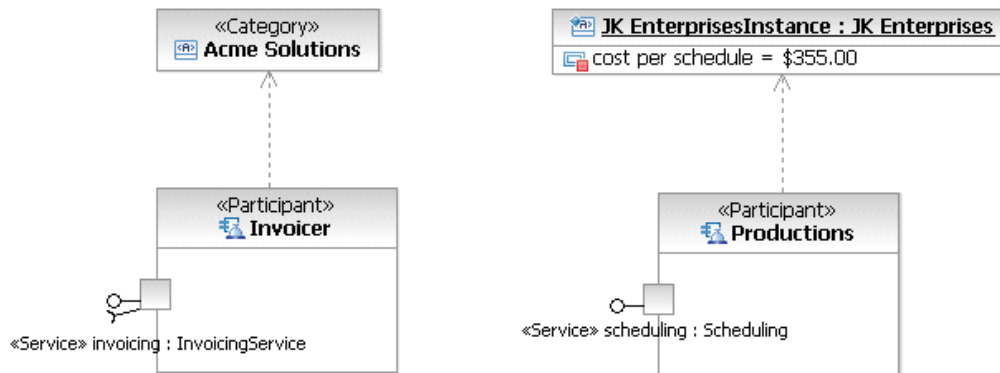 «Category»
Acme Solutions
JK EnterprisesInstance : JK Enterprises
cost per schedule = $355.00
«Participant»
Invoicer
«Service» invoicing : InvoicingService
«Participant»
Productions
«Service» scheduling : Scheduling